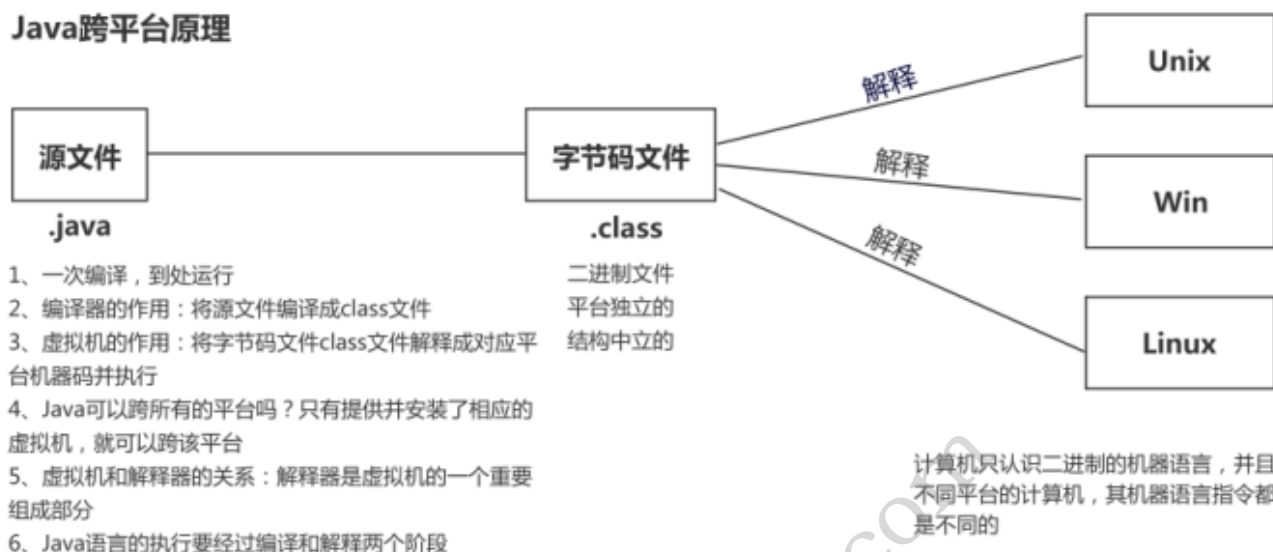 Java跨平台原理
Unix
解释
源文件
字节码文件
解释
Win
.java
.class
解释
1、一次编译，到处运行
2、编译器的作用：将源文件编译成class文件
3、虚拟机的作用：将字节码文件class文件解释成对应平
台机器码并执行
4、Java可以跨所有的平台吗？只有提供并安装了相应的
虚拟机，就可以跨该平台
5、虚拟机和解释器的关系：解释器是虚拟机的一个重要
组成部分
6、Java语言的执行要经过编译和解释两个阶段
二进制文件
平台独立的
结构中立的
Linux
计算机只认识二进制的机器语言，并且
不同平台的计算机，其机器语言指令都
是不同的
com